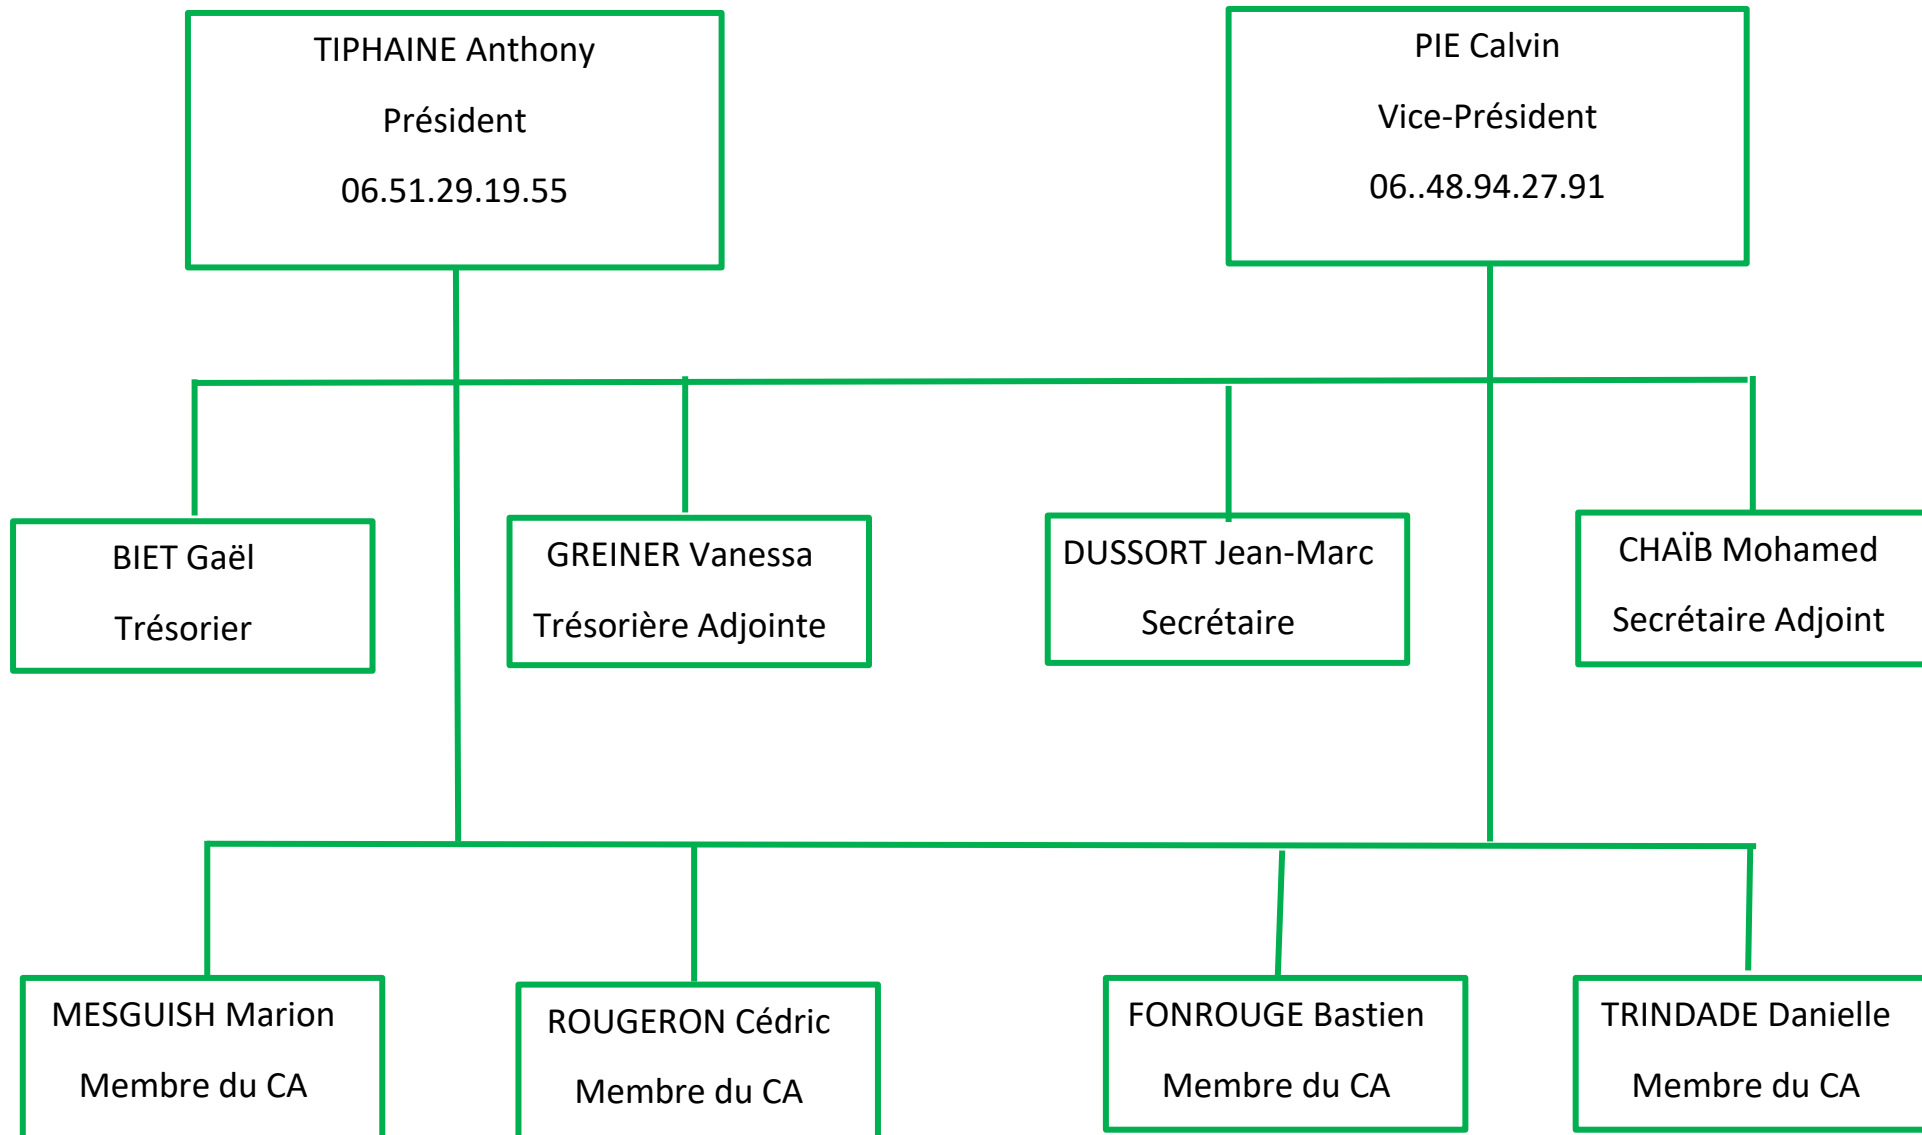 TIPHAINE Anthony
Président
06.51.29.19.55
PIE Calvin
Vice-Président
06..48.94.27.91
BIET Gaël
Trésorier
GREINER Vanessa
Trésorière Adjointe
DUSSORT Jean-Marc
Secrétaire
CHAÏB Mohamed
Secrétaire Adjoint
MESGUISH Marion
Membre du CA
ROUGERON Cédric
Membre du CA
FONROUGE Bastien
Membre du CA
TRINDADE Danielle
Membre du CA